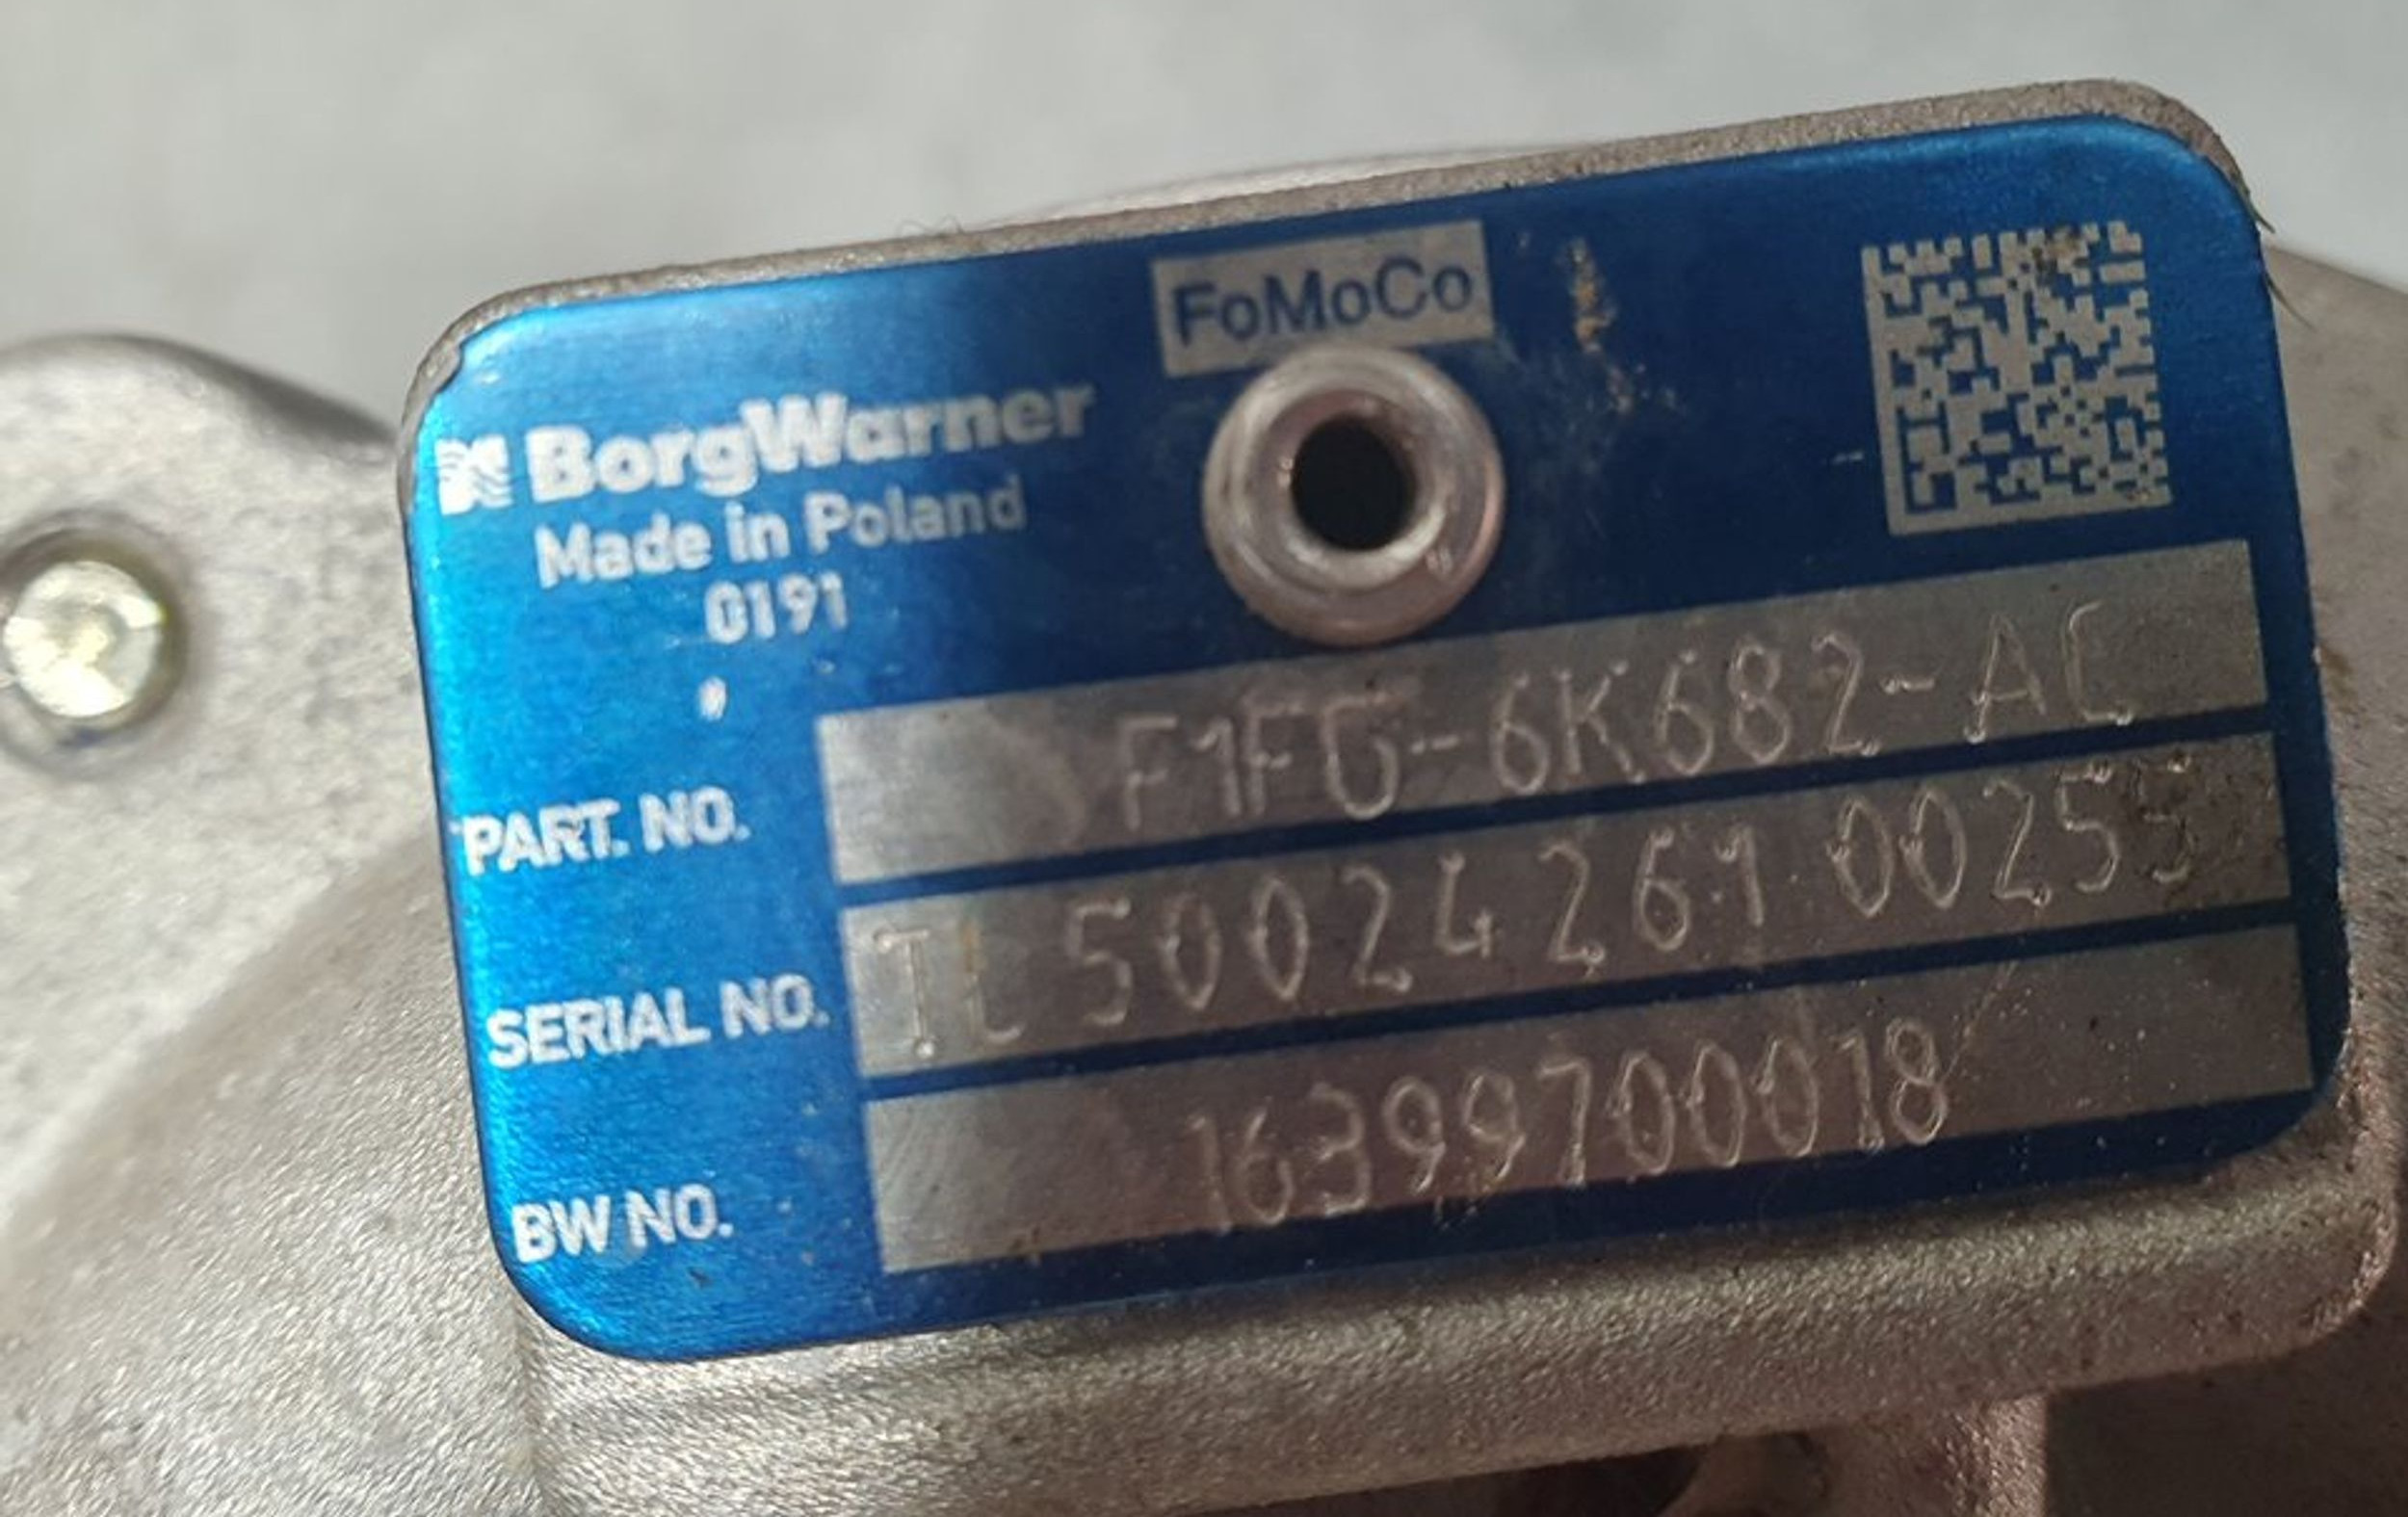 FoMoCo
BorgWarner
Made in Poland
0191
PART. NO. F1FG-6K682-AC
SERIAL NO. TL 50024261 00255
BW NO. 16399700018